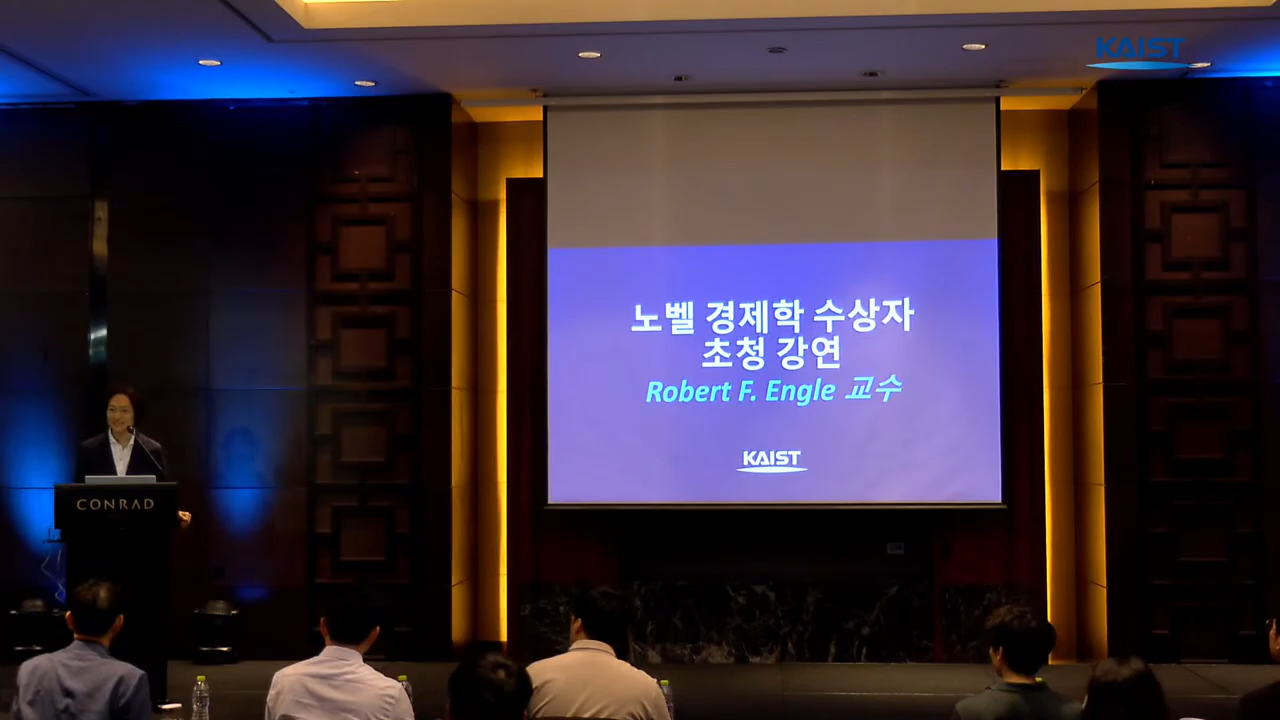 KAIST
노벨 경제학 수상자
초청 강연
Robert F. Engle 교수
KAIST
CONRAD